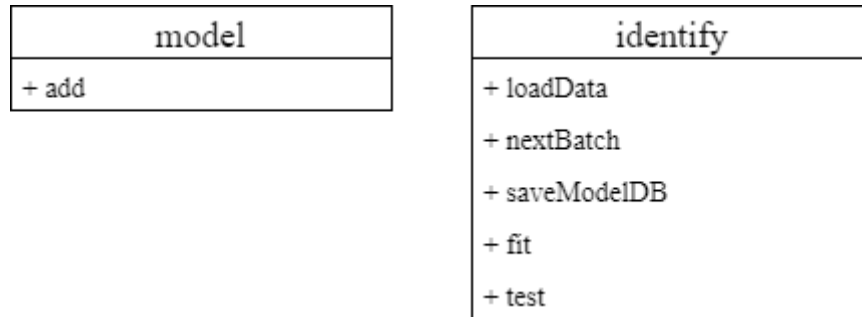 model
+ add
identify
+ loadData
+ nextBatch
+ saveModelDB
+ fit
+ test